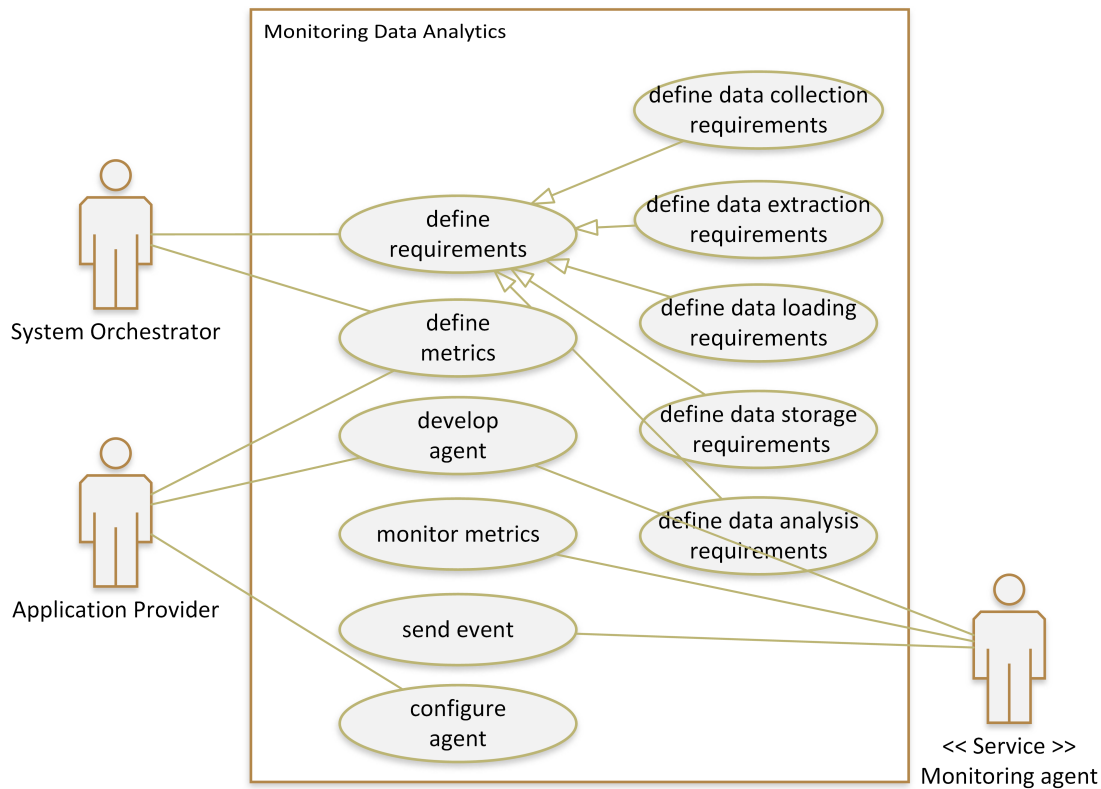 Monitoring Data Analytics
define data collection
requirements
define
requirements
define data extraction
requirements
System Orchestrator
define
metrics
define data loading
requirements
develop
agent
define data storage
requirements
Application Provider
monitor metrics
define data analysis
requirements
send event
configure
agent
<< Service >>
Monitoring agent